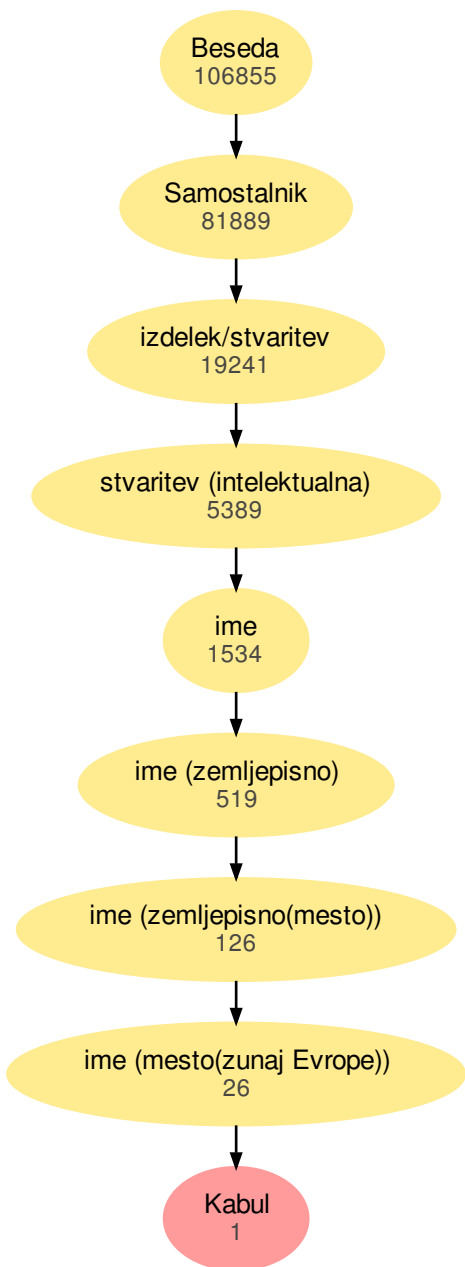 Beseda
106855
Samostalnik
81889
izdelek/stvaritev
19241
stvaritev (intelektualna)
5389
ime
1534
ime (zemljepisno)
519
ime (zemljepisno(mesto))
126
ime (mesto(zunaj Evrope))
26
Kabul
1